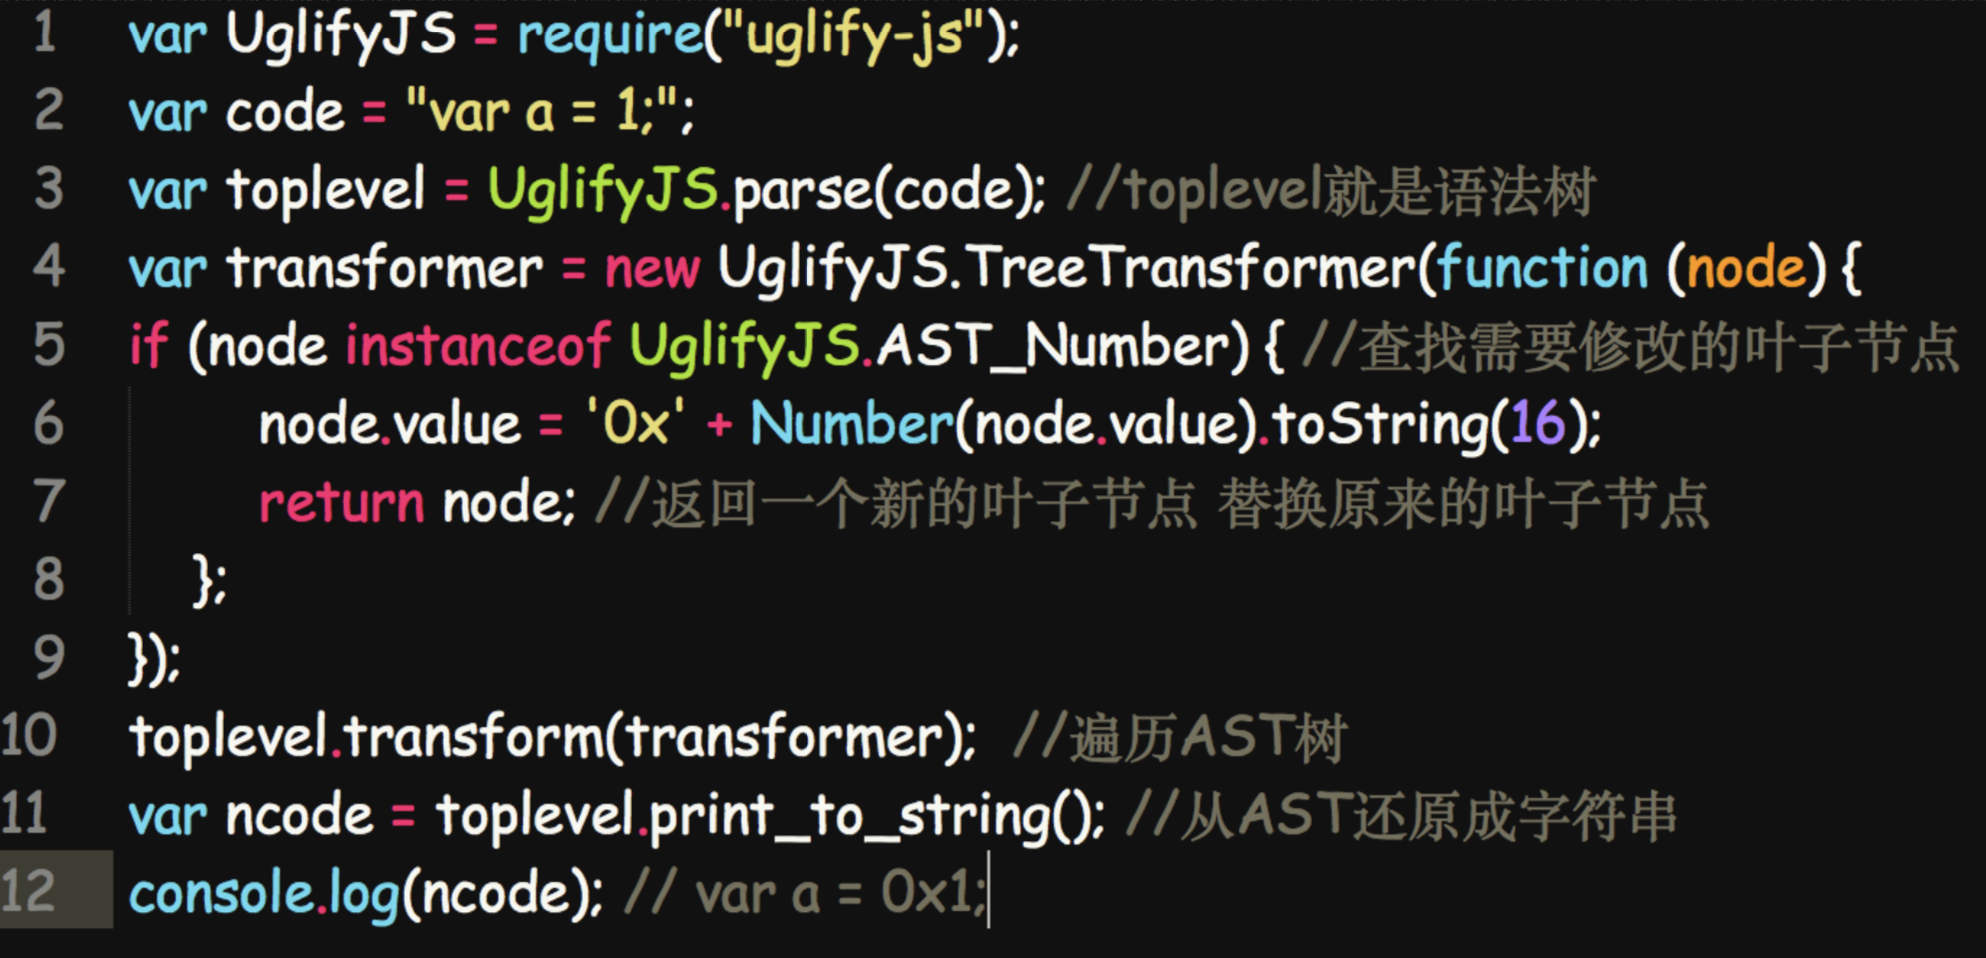 1 var UglifyJS = require("uglify-js");
2 var code = "var a = 1;";
3 var toplevel = UglifyJS.parse(code); //toplevel就是语法树
4 var transformer = new UglifyJS.TreeTransformer(function (node) {
5 if (node instanceof UglifyJS.AST_Number) { //查找需要修改的叶子节点
6 node.value = '0x' + Number(node.value).toString(16);
7 return node; //返回一个新的叶子节点 替换原来的叶子节点
8 };
9 });
10 toplevel.transform(transformer); //遍历AST树
11 var ncode = toplevel.print_to_string(); //从AST还原成字符串
12 console.log(ncode); // var a = 0x1;